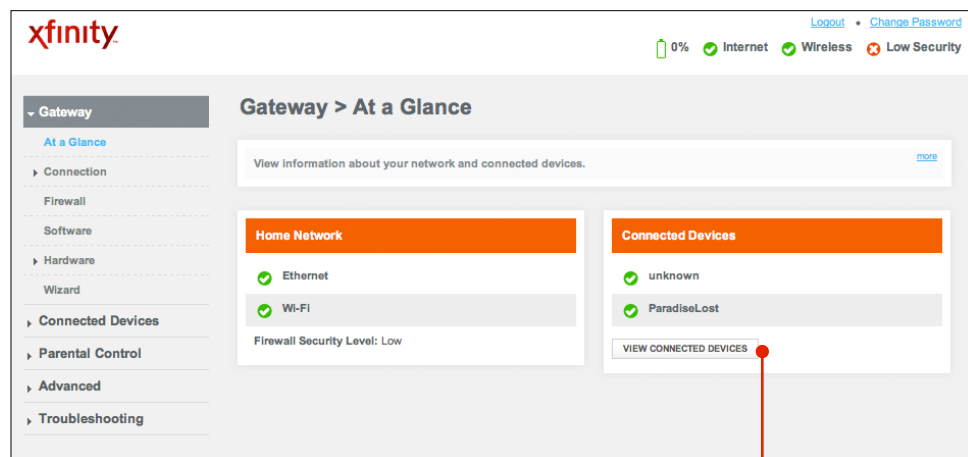 xfinity.
Logout • Change Password
0% Internet Wireless Low Security
Gateway
At a Glance
Connection
Firewall
Software
Hardware
Wizard
Connected Devices
Parental Control
Advanced
Troubleshooting
Gateway > At a Glance
View information about your network and connected devices.
more
Home Network
Ethernet
Wi-Fi
Firewall Security Level: Low
Connected Devices
unknown
ParadiseLost
VIEW CONNECTED DEVICES